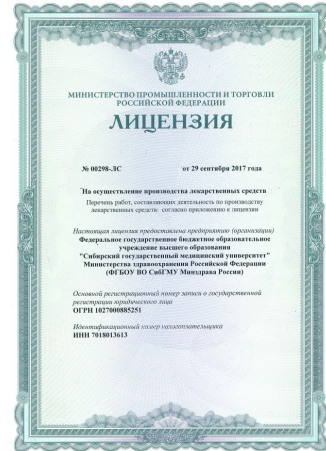 МИНИСТЕРСТВО ПРОМЫШЛЕННОСТИ И ТОРГОВЛИ
РОССИЙСКОЙ ФЕДЕРАЦИИ
ЛИЦЕНЗИЯ
№ 00298-ЛС от 29 сентября 2017 года
На осуществление производства лекарственных средств
Перечень работ, составляющих деятельность по производству
лекарственных средств: согласно приложению к лицензии
Настоящая лицензия предоставлена предприятию (организации)
Федеральное государственное бюджетное образовательное
учреждение высшего образования
"Сибирский государственный медицинский университет"
Министерства здравоохранения Российской Федерации
(ФГБОУ ВО СибГМУ Минздрава России)
Основной регистрационный номер записи о государственной
регистрации юридического лица
ОГРН 1027000885251
Идентификационный номер налогоплательщика
ИНН 7018013613